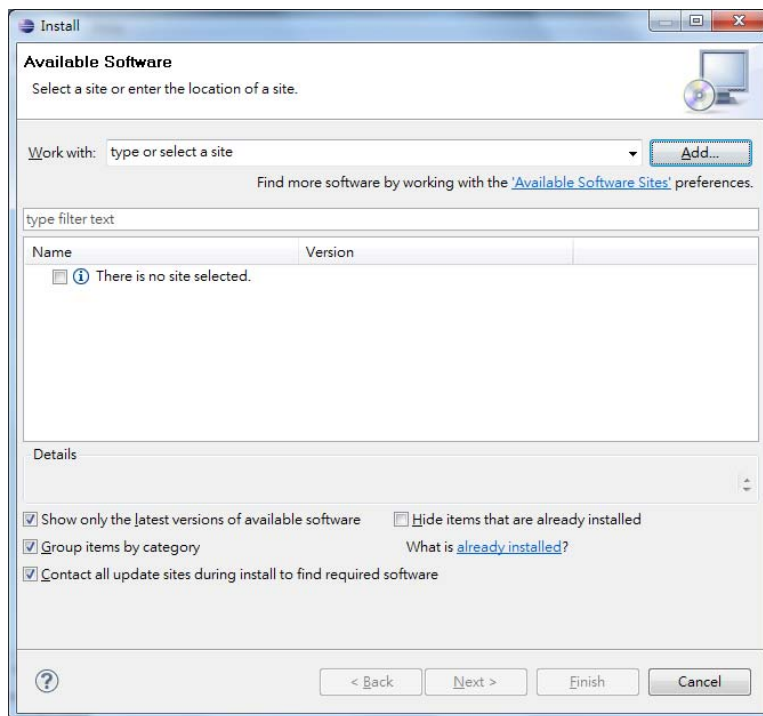 Install
Available Software
Select a site or enter the location of a site.
Work with: type or select a site Add...
Find more software by working with the 'Available Software Sites' preferences.
type filter text
Name Version
There is no site selected.
Details
Show only the latest versions of available software Hide items that are already installed
Group items by category What is already installed?
Contact all update sites during install to find required software
< Back Next > Finish Cancel